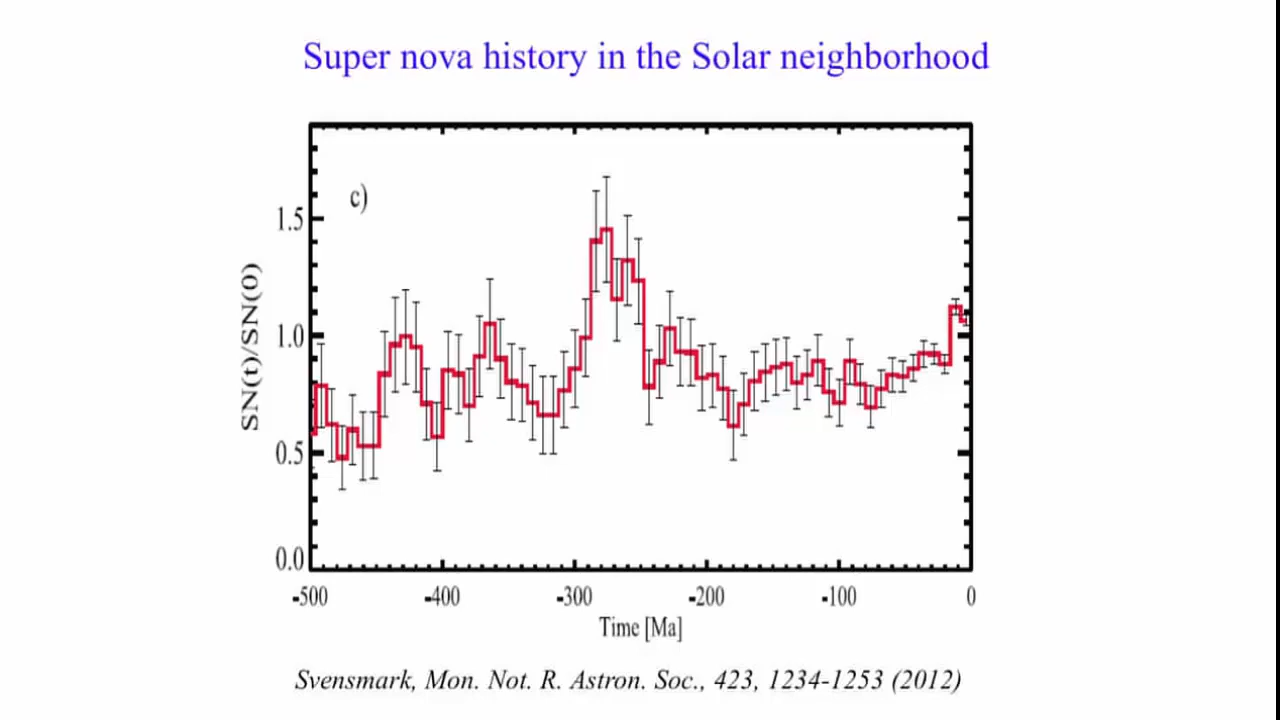 Super nova history in the Solar neighborhood
c)
1.5
1.0
0.5
0.0
SN(t)/SN(0)
-500 -400 -300 -200 -100 0
Time [Ma]
Svensmark, Mon. Not. R. Astron. Soc., 423, 1234-1253 (2012)